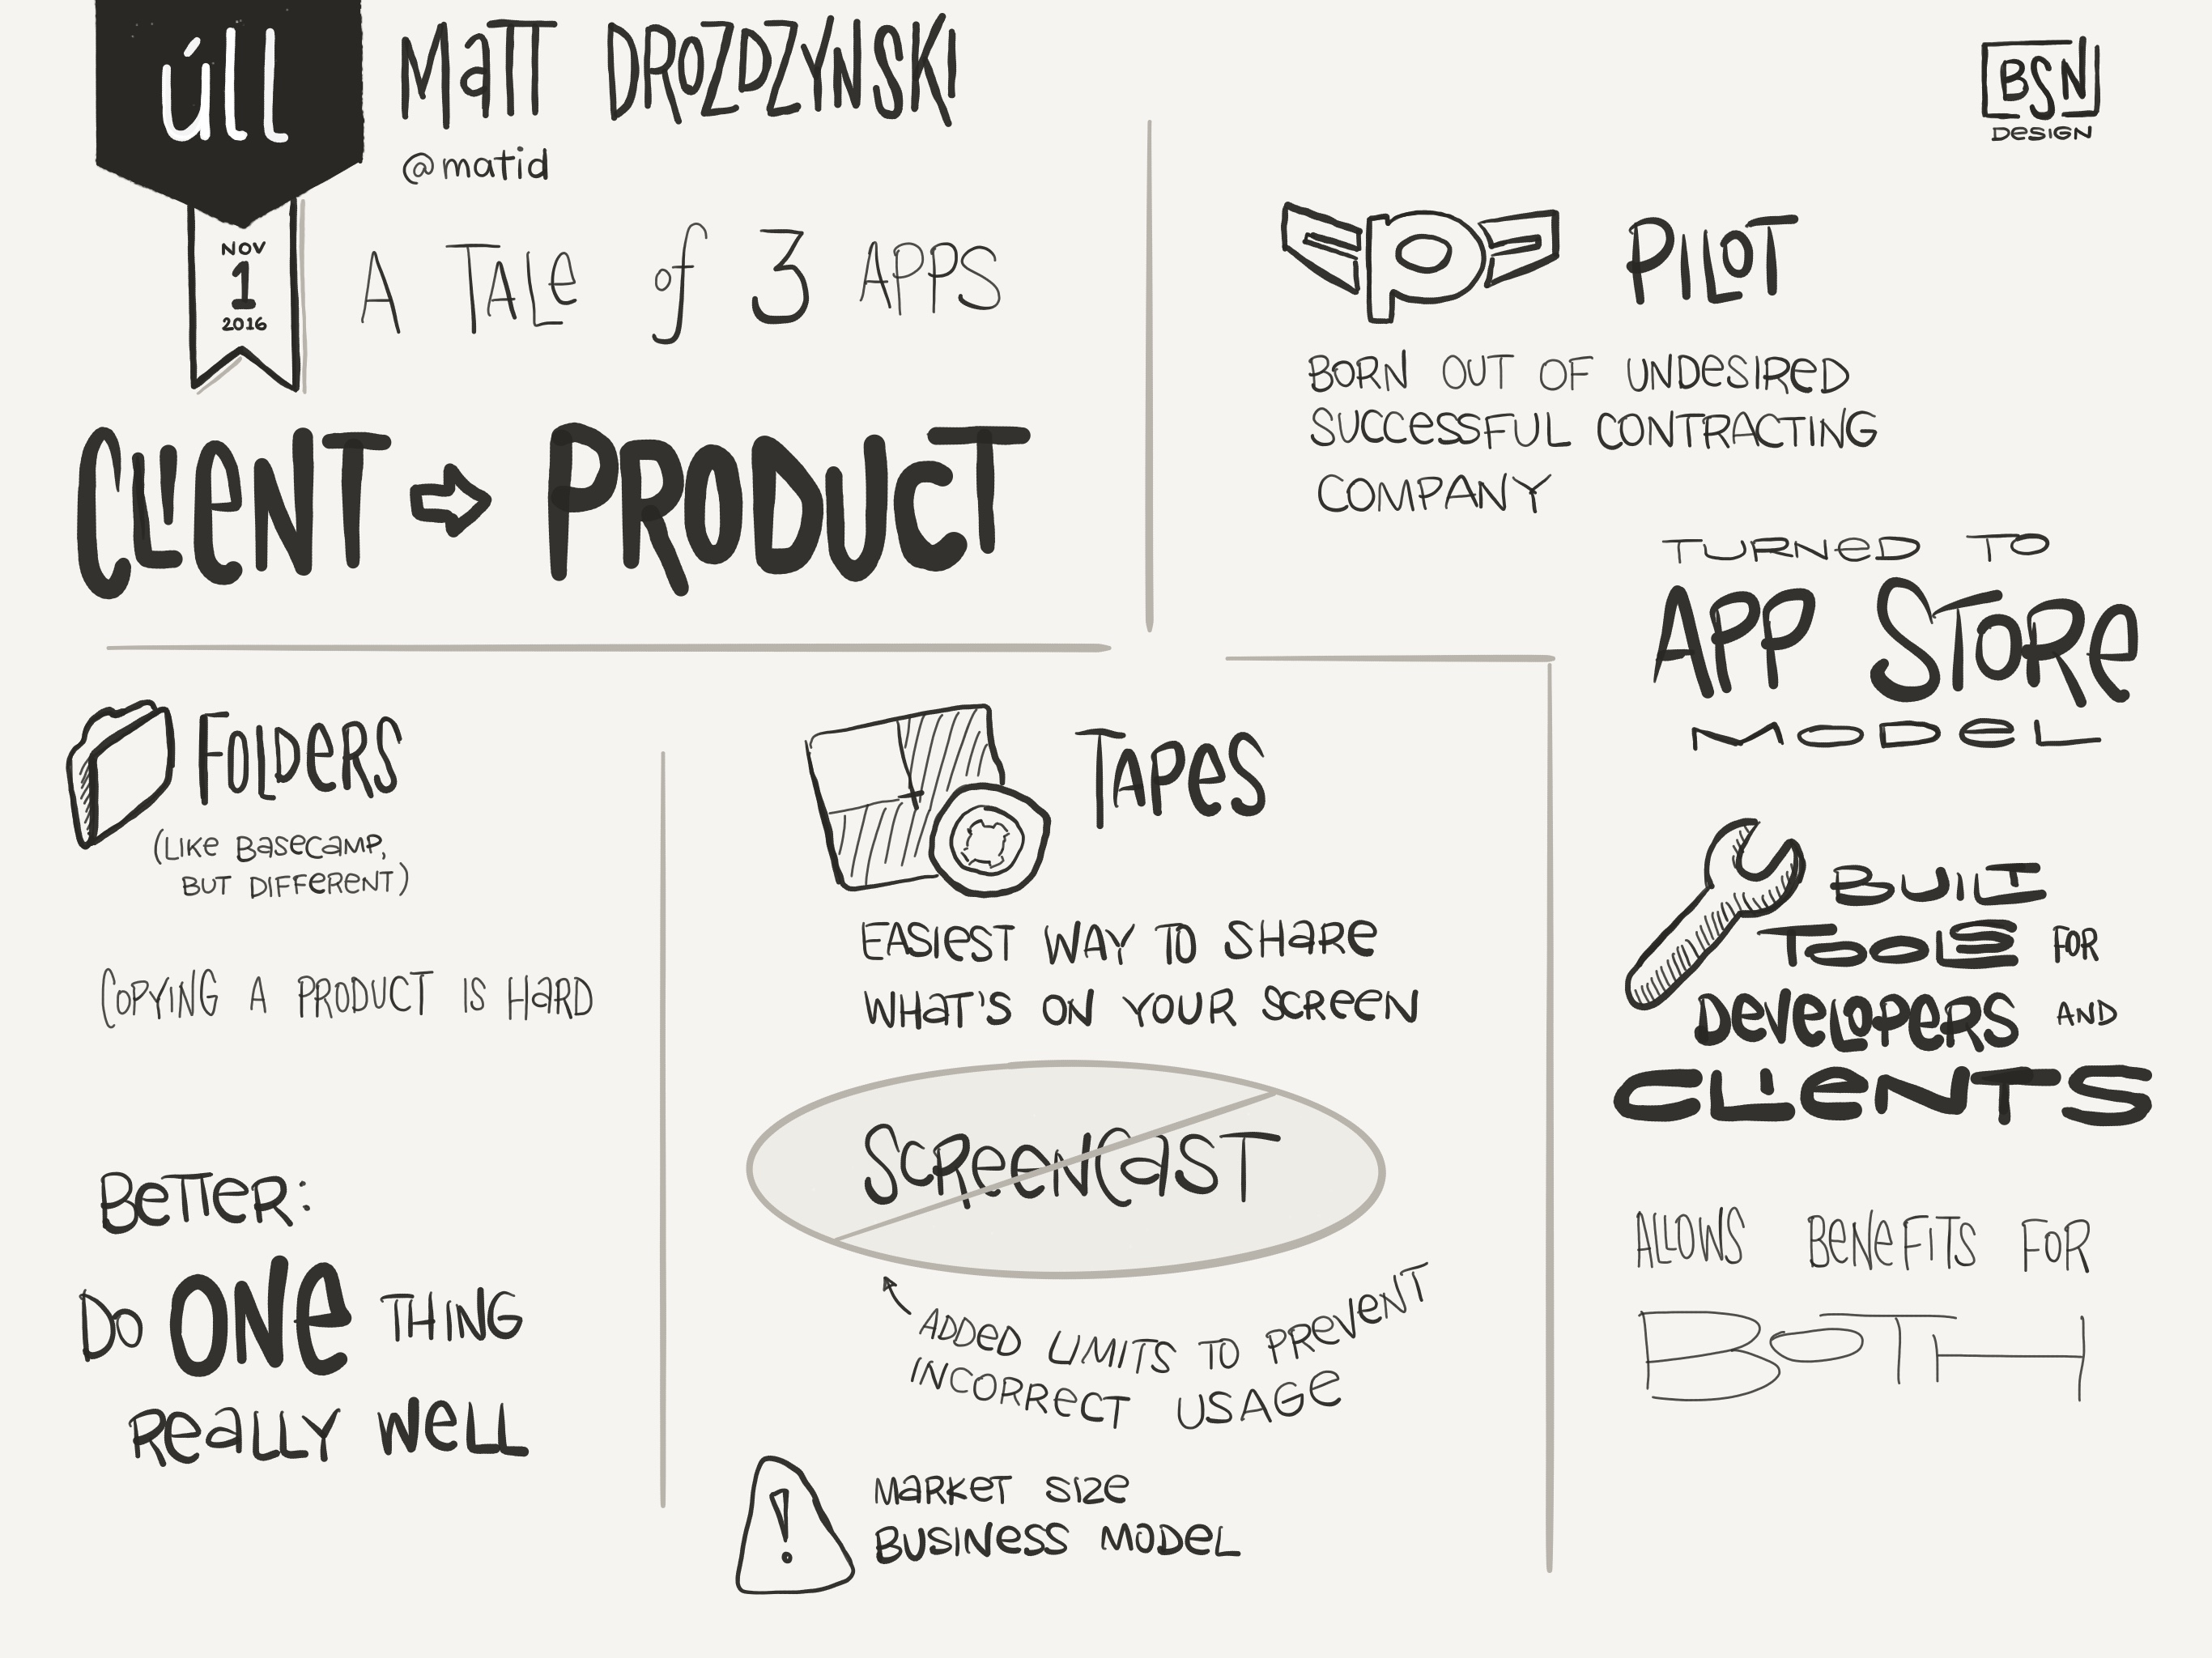 úll
NOV
1
2016
Matt Drozdzynski
@matid
A Tale of 3 Apps
Client ⇨ Product
BSN
DESIGN
Folders
(Like Basecamp,
but different)
Copying a product is hard
Better:
Do ONE thing
really well
Tapes
Easiest way to share
what's on your screen
Screencast
Added limits to prevent
incorrect usage
!
Market size
Business model
p
Pilot
Born out of undesired
successful contracting
company
turned to
App Store
model
Built
tools for
developers and
clients
Allows benefits for
BOTH